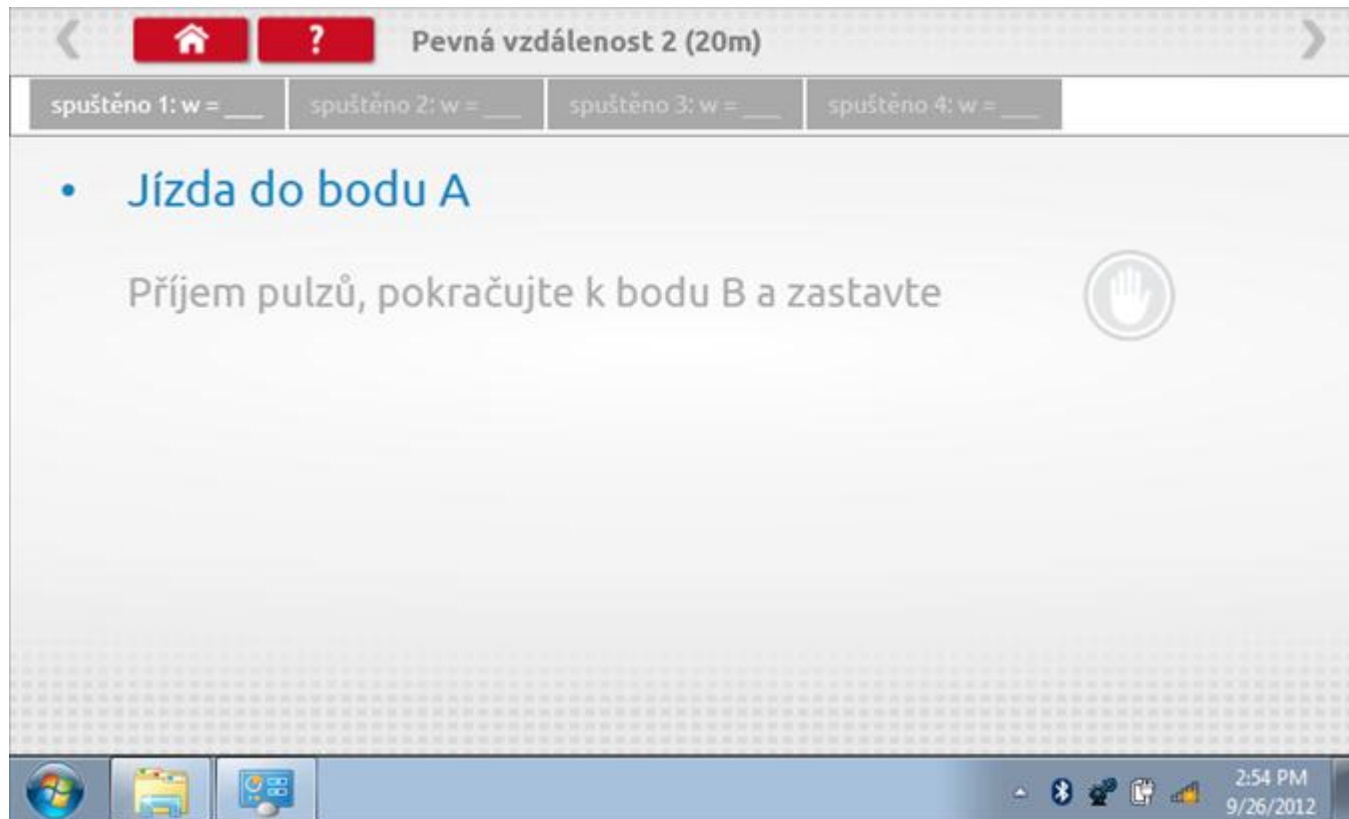 ? Pevná vzdálenost 2 (20m)
spuštěno 1: w = ___ spuštěno 2: w = ___ spuštěno 3: w = ___ spuštěno 4: w = ___
• Jízda do bodu A
Příjem pulzů, pokračujte k bodu B a zastavte
2:54 PM
9/26/2012